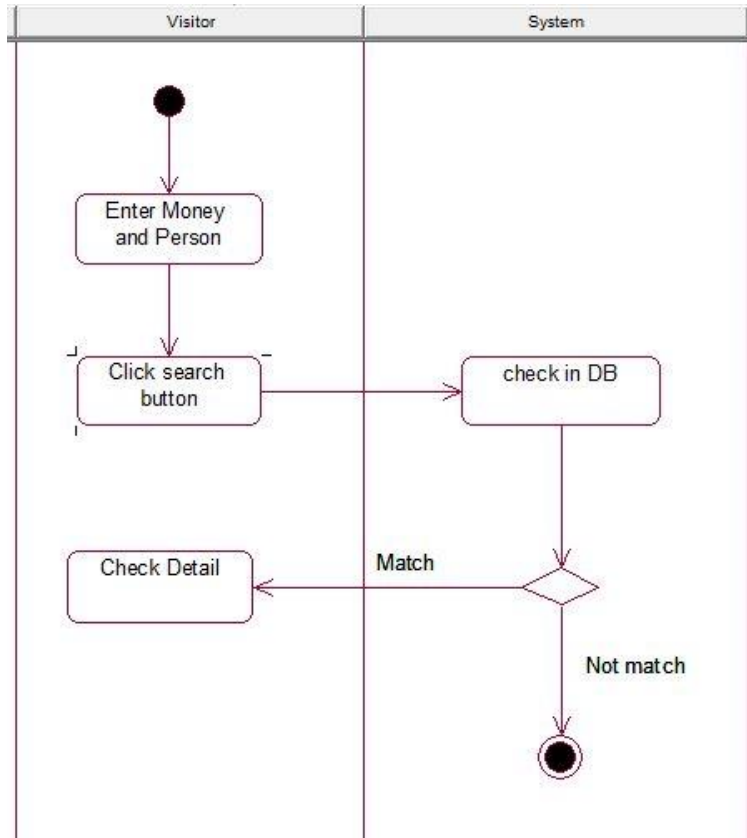 Visitor
System
Enter Money
and Person
Click search
button
check in DB
Check Detail
Match
Not match